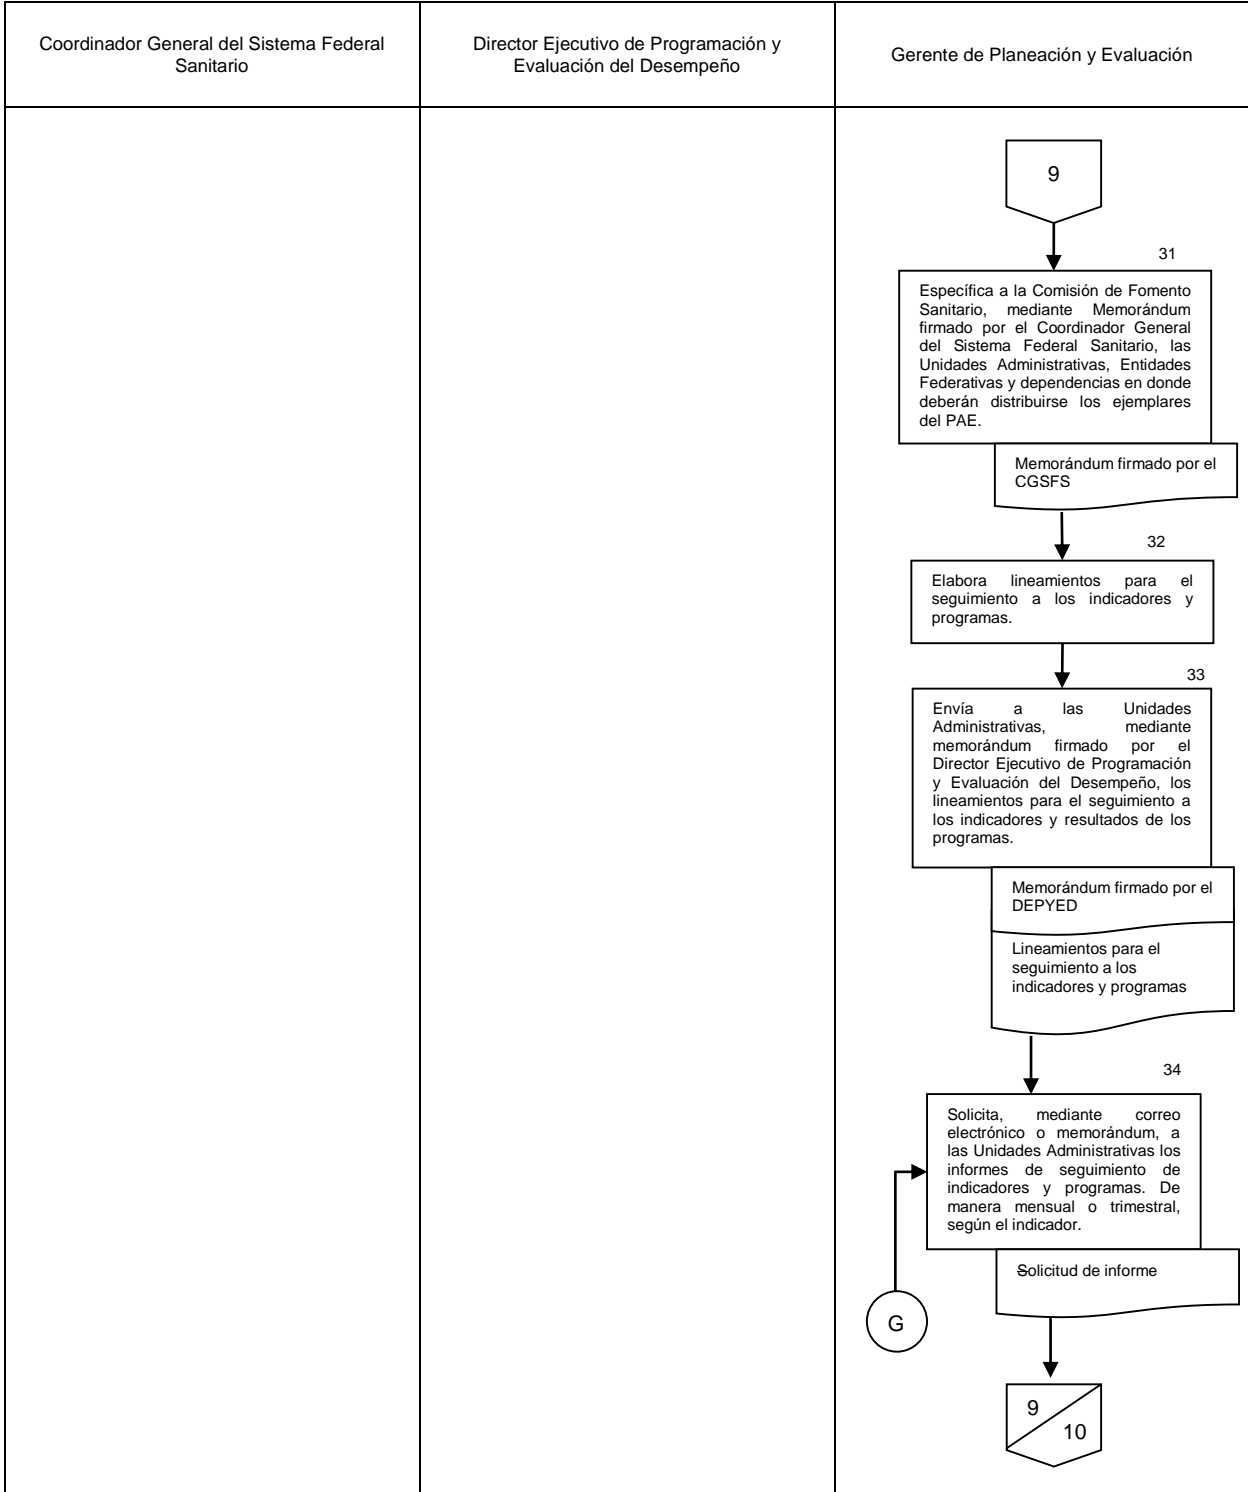 Coordinador General del Sistema Federal
Sanitario
Director Ejecutivo de Programación y
Evaluación del Desempeño
Gerente de Planeación y Evaluación
9
31
Específica a la Comisión de Fomento
Sanitario, mediante Memorándum
firmado por el Coordinador General
del Sistema Federal Sanitario, las
Unidades Administrativas, Entidades
Federativas y dependencias en donde
deberán distribuirse los ejemplares
del PAE.
Memorándum firmado por el
CGSFS
32
Elabora lineamientos para el
seguimiento a los indicadores y
programas.
33
Envía a las Unidades
Administrativas, mediante
memorándum firmado por el
Director Ejecutivo de Programación
y Evaluación del Desempeño, los
lineamientos para el seguimiento a
los indicadores y resultados de los
programas.
Memorándum firmado por el
DEPYED
Lineamientos para el
seguimiento a los
indicadores y programas
34
Solicita, mediante correo
electrónico o memorándum, a
las Unidades Administrativas los
informes de seguimiento de
indicadores y programas. De
manera mensual o trimestral,
según el indicador.
Solicitud de informe
G
9
10